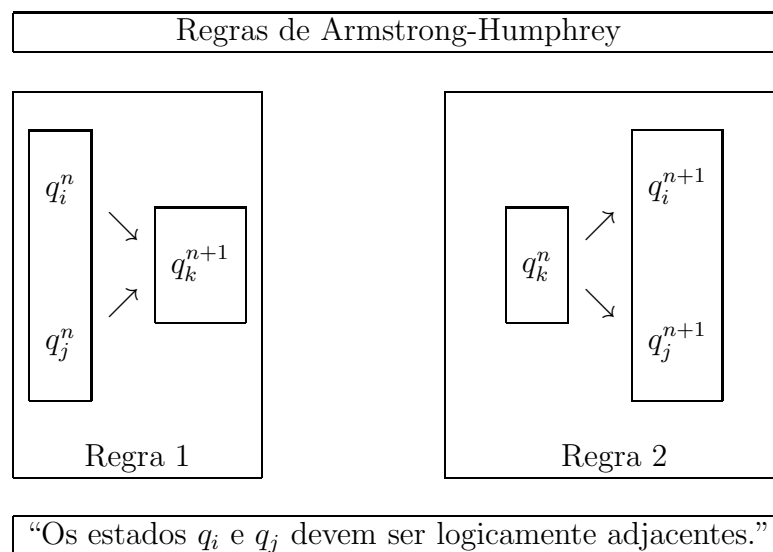 Regras de Armstrong-Humphrey
q_i^n
q_j^n
q_k^{n+1}
Regra 1
q_k^n
q_i^{n+1}
q_j^{n+1}
Regra 2
“Os estados q_i e q_j devem ser logicamente adjacentes.”